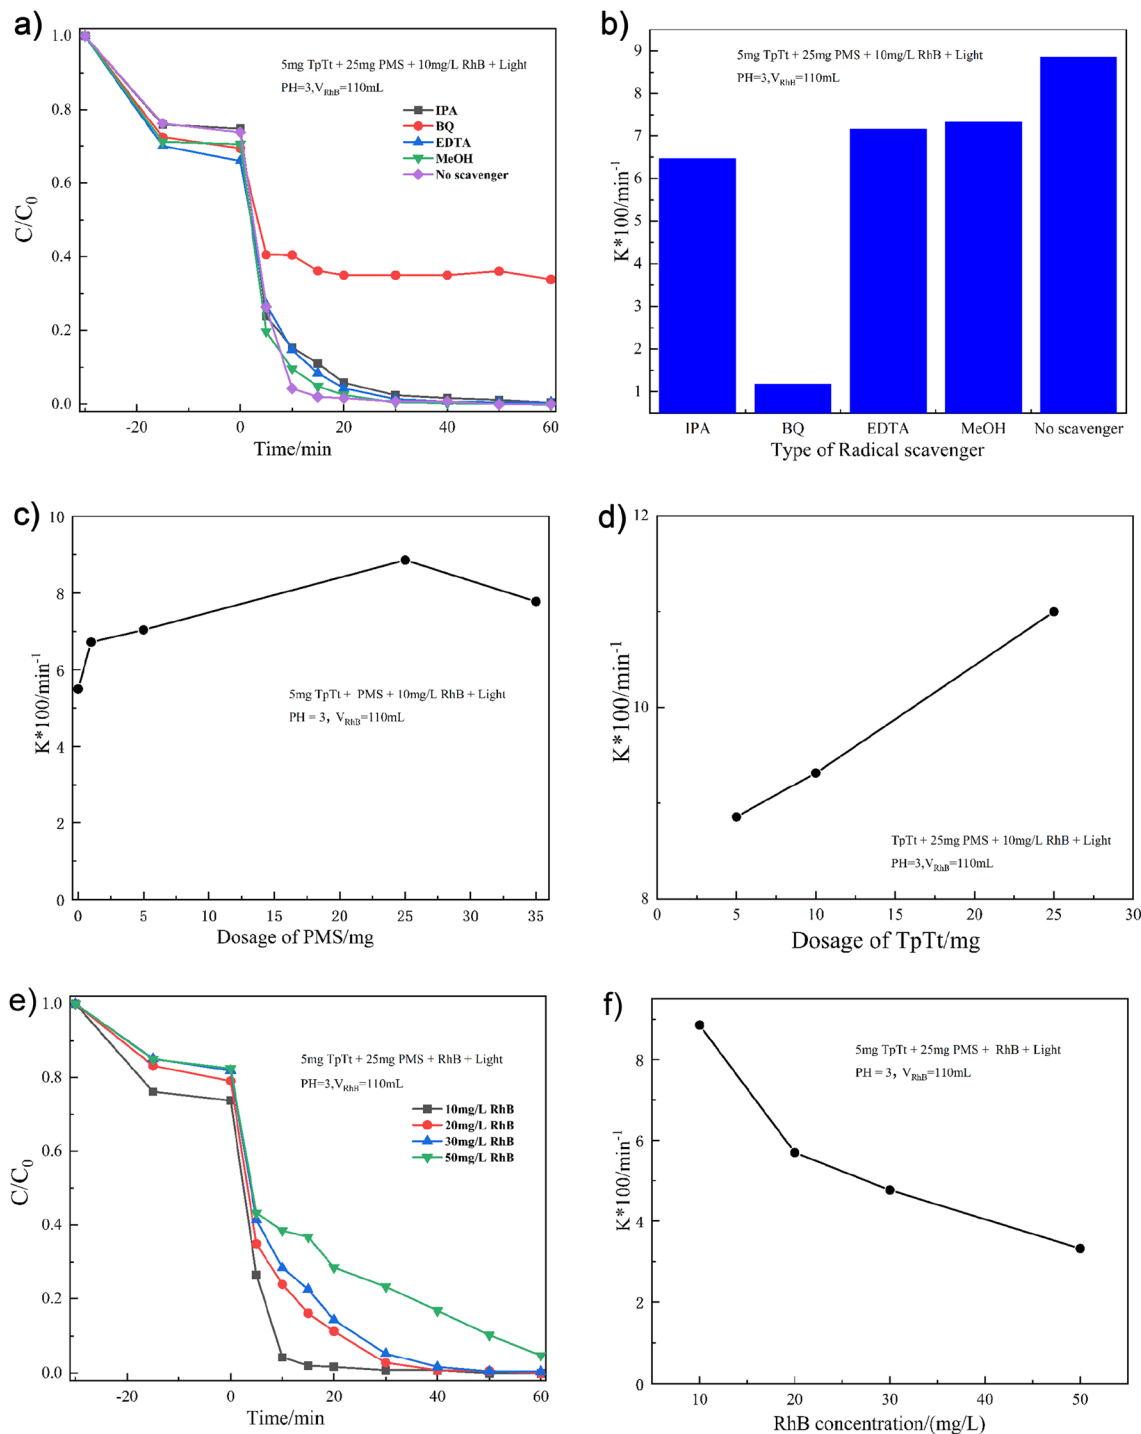 a)
1.0
0.8
0.6
0.4
0.2
0.0
C/C0
5mg TpTt + 25mg PMS + 10mg/L RhB + Light
PH=3,VRhB=110mL
IPA
BQ
EDTA
MeOH
No scavenger
-20 0 20 40 60
Time/min
b)
9
8
7
6
5
4
3
2
1
K*100/min-1
5mg TpTt + 25mg PMS + 10mg/L RhB + Light
PH=3,VRhB=110mL
IPA BQ EDTA MeOH No scavenger
Type of Radical scavenger
c)
10
8
6
4
2
0
K*100/min-1
5mg TpTt + PMS + 10mg/L RhB + Light
PH = 3, VRhB=110mL
0 5 10 15 20 25 30 35
Dosage of PMS/mg
d)
12
10
8
K*100/min-1
TpTt + 25mg PMS + 10mg/L RhB + Light
PH=3,VRhB=110mL
0 5 10 15 20 25 30
Dosage of TpTt/mg
e)
1.0
0.8
0.6
0.4
0.2
0.0
C/C0
5mg TpTt + 25mg PMS + RhB + Light
PH=3,VRhB=110mL
10mg/L RhB
20mg/L RhB
30mg/L RhB
50mg/L RhB
-20 0 20 40 60
Time/min
f)
8
6
4
2
0
K*100/min-1
5mg TpTt + 25mg PMS + RhB + Light
PH = 3, VRhB=110mL
10 20 30 40 50
RhB concentration/(mg/L)